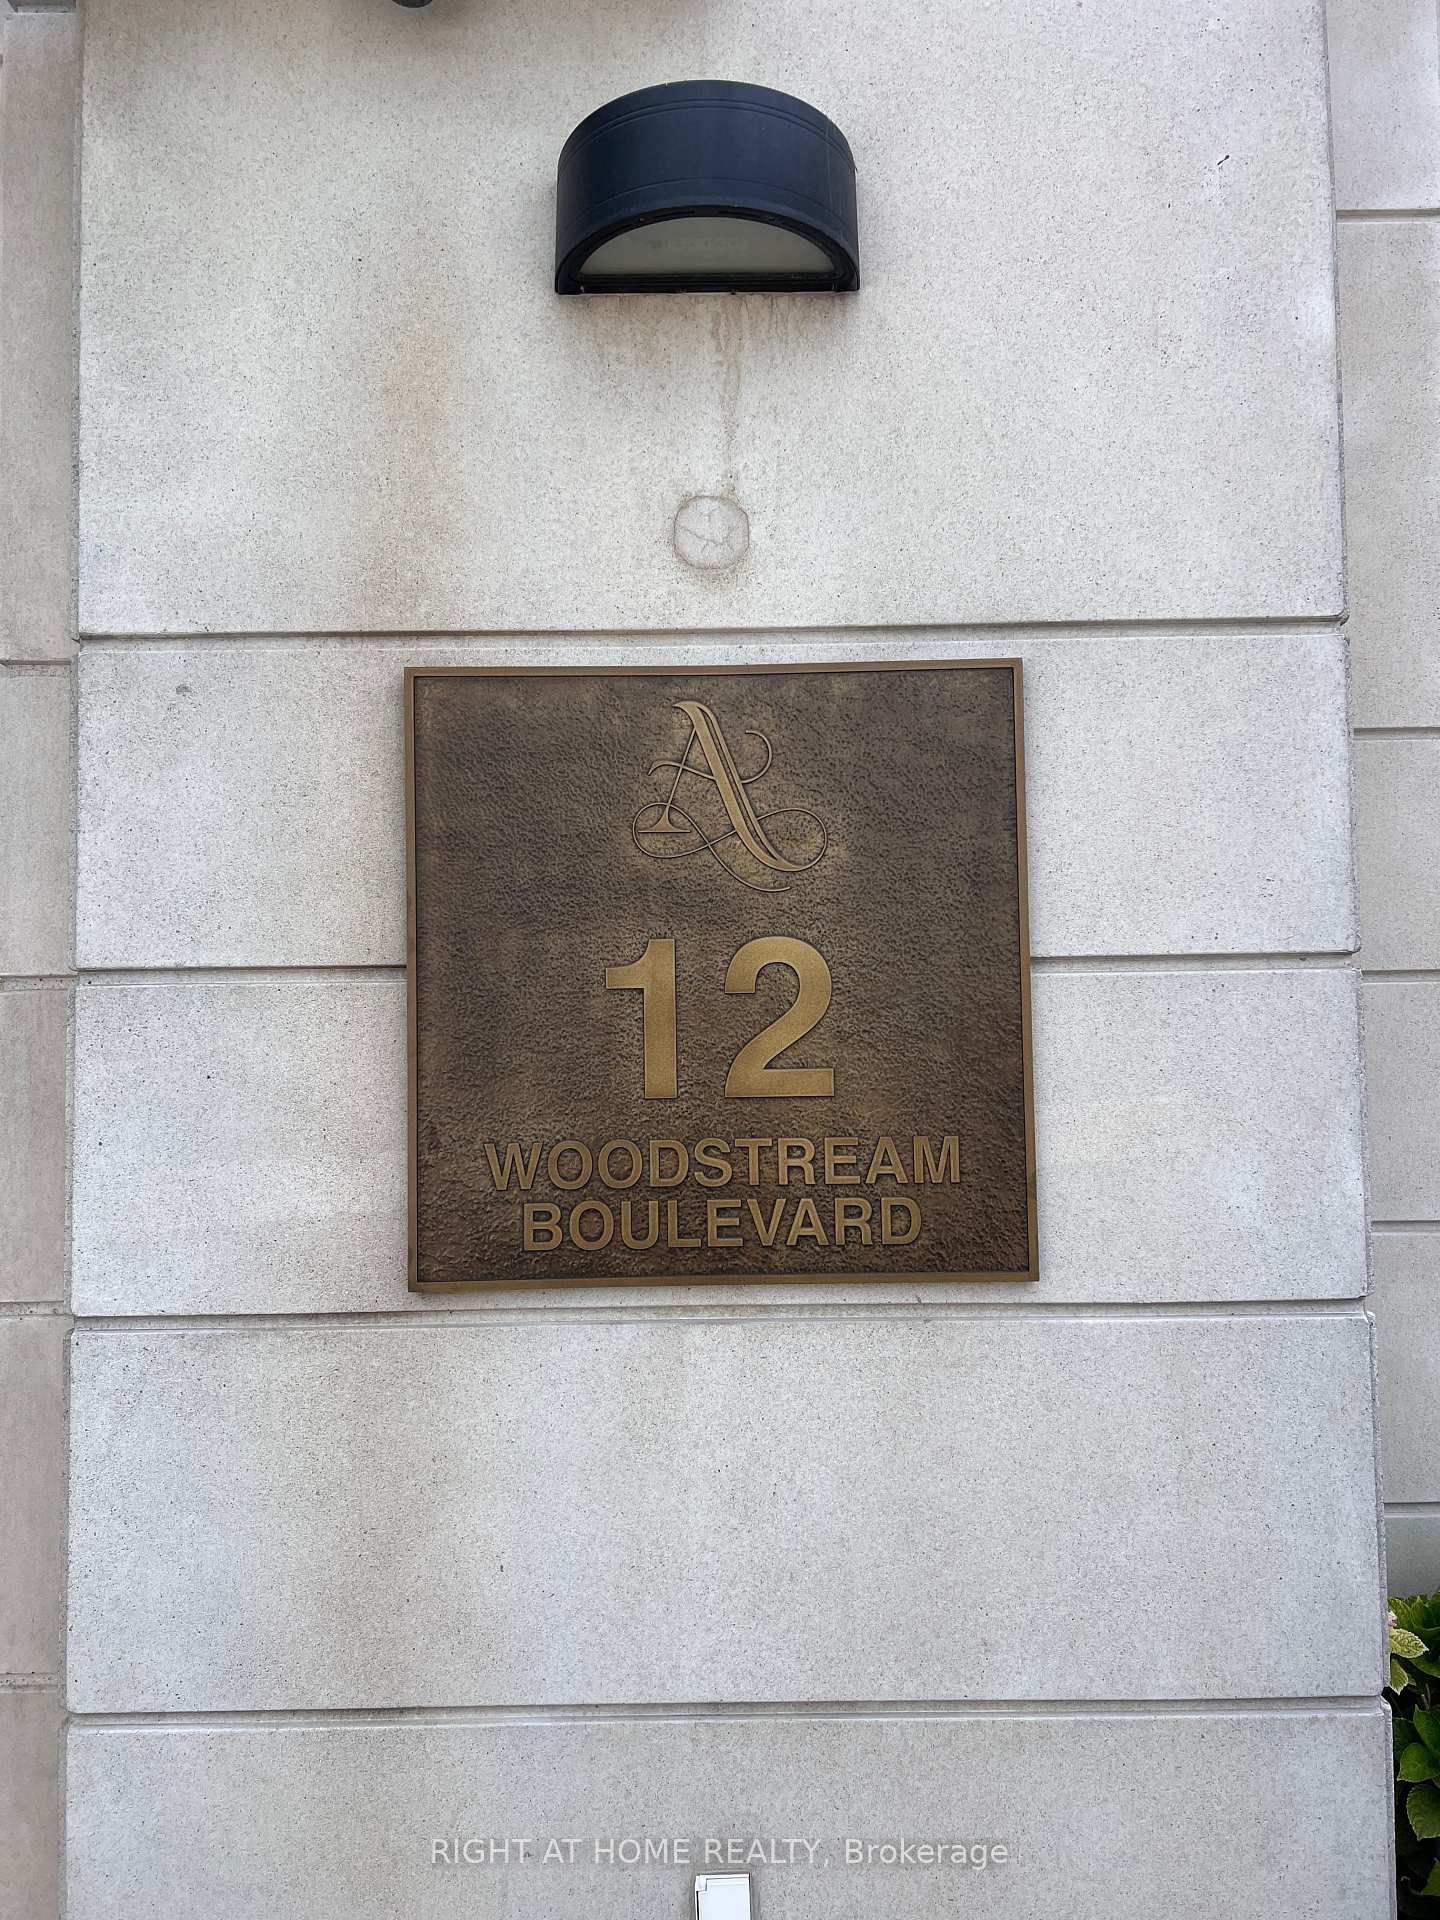 A
12
WOODSTREAM
BOULEVARD
RIGHT AT HOME REALTY, Brokerage